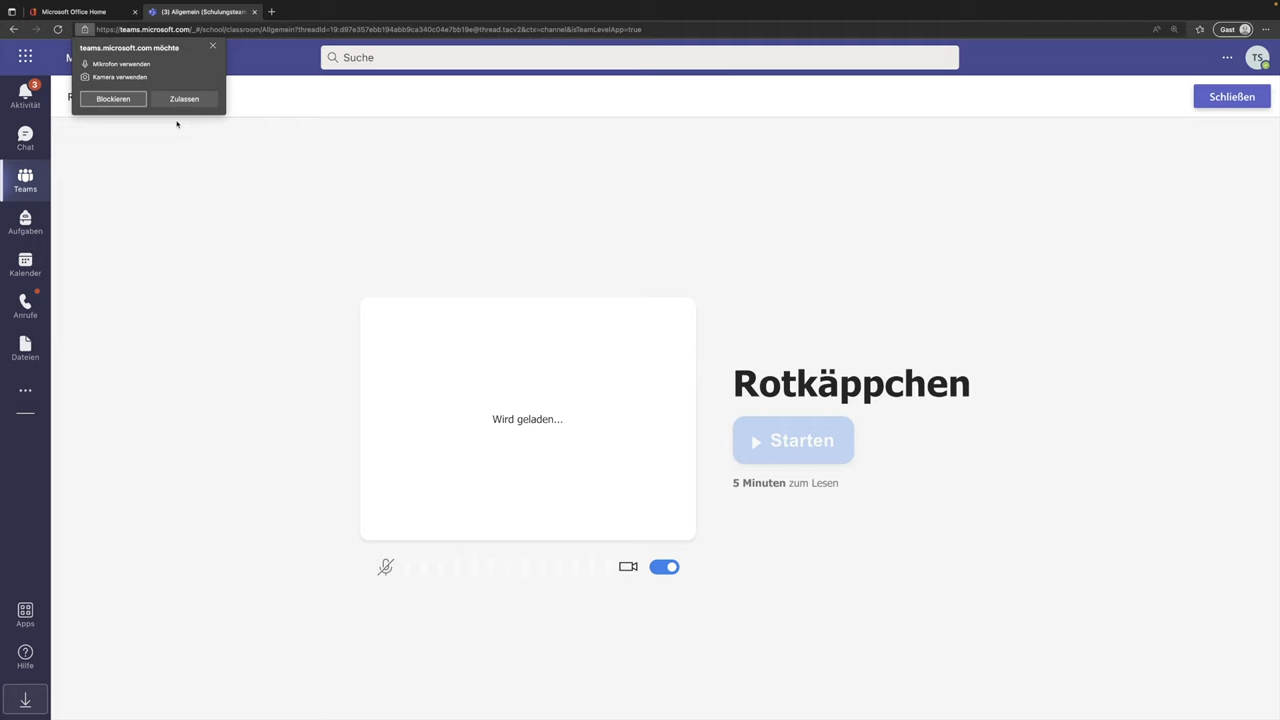 Microsoft Office Home
(3) Allgemein (Schulungsteam
https://teams.microsoft.com/_#/school/classroom/Allgemein?threadId=19:d97e357ebb194abb9ca340c04e7bb19e@thread.tacv2&ctx=channel&isTeamLevelApp=true
Gast
teams.microsoft.com möchte
Mikrofon verwenden
Kamera verwenden
Blockieren
Zulassen
Suche
TS
Schließen
3
Aktivität
Chat
Teams
Aufgaben
Kalender
Anrufe
Dateien
Apps
Hilfe
Wird geladen...
Rotkäppchen
Starten
5 Minuten zum Lesen